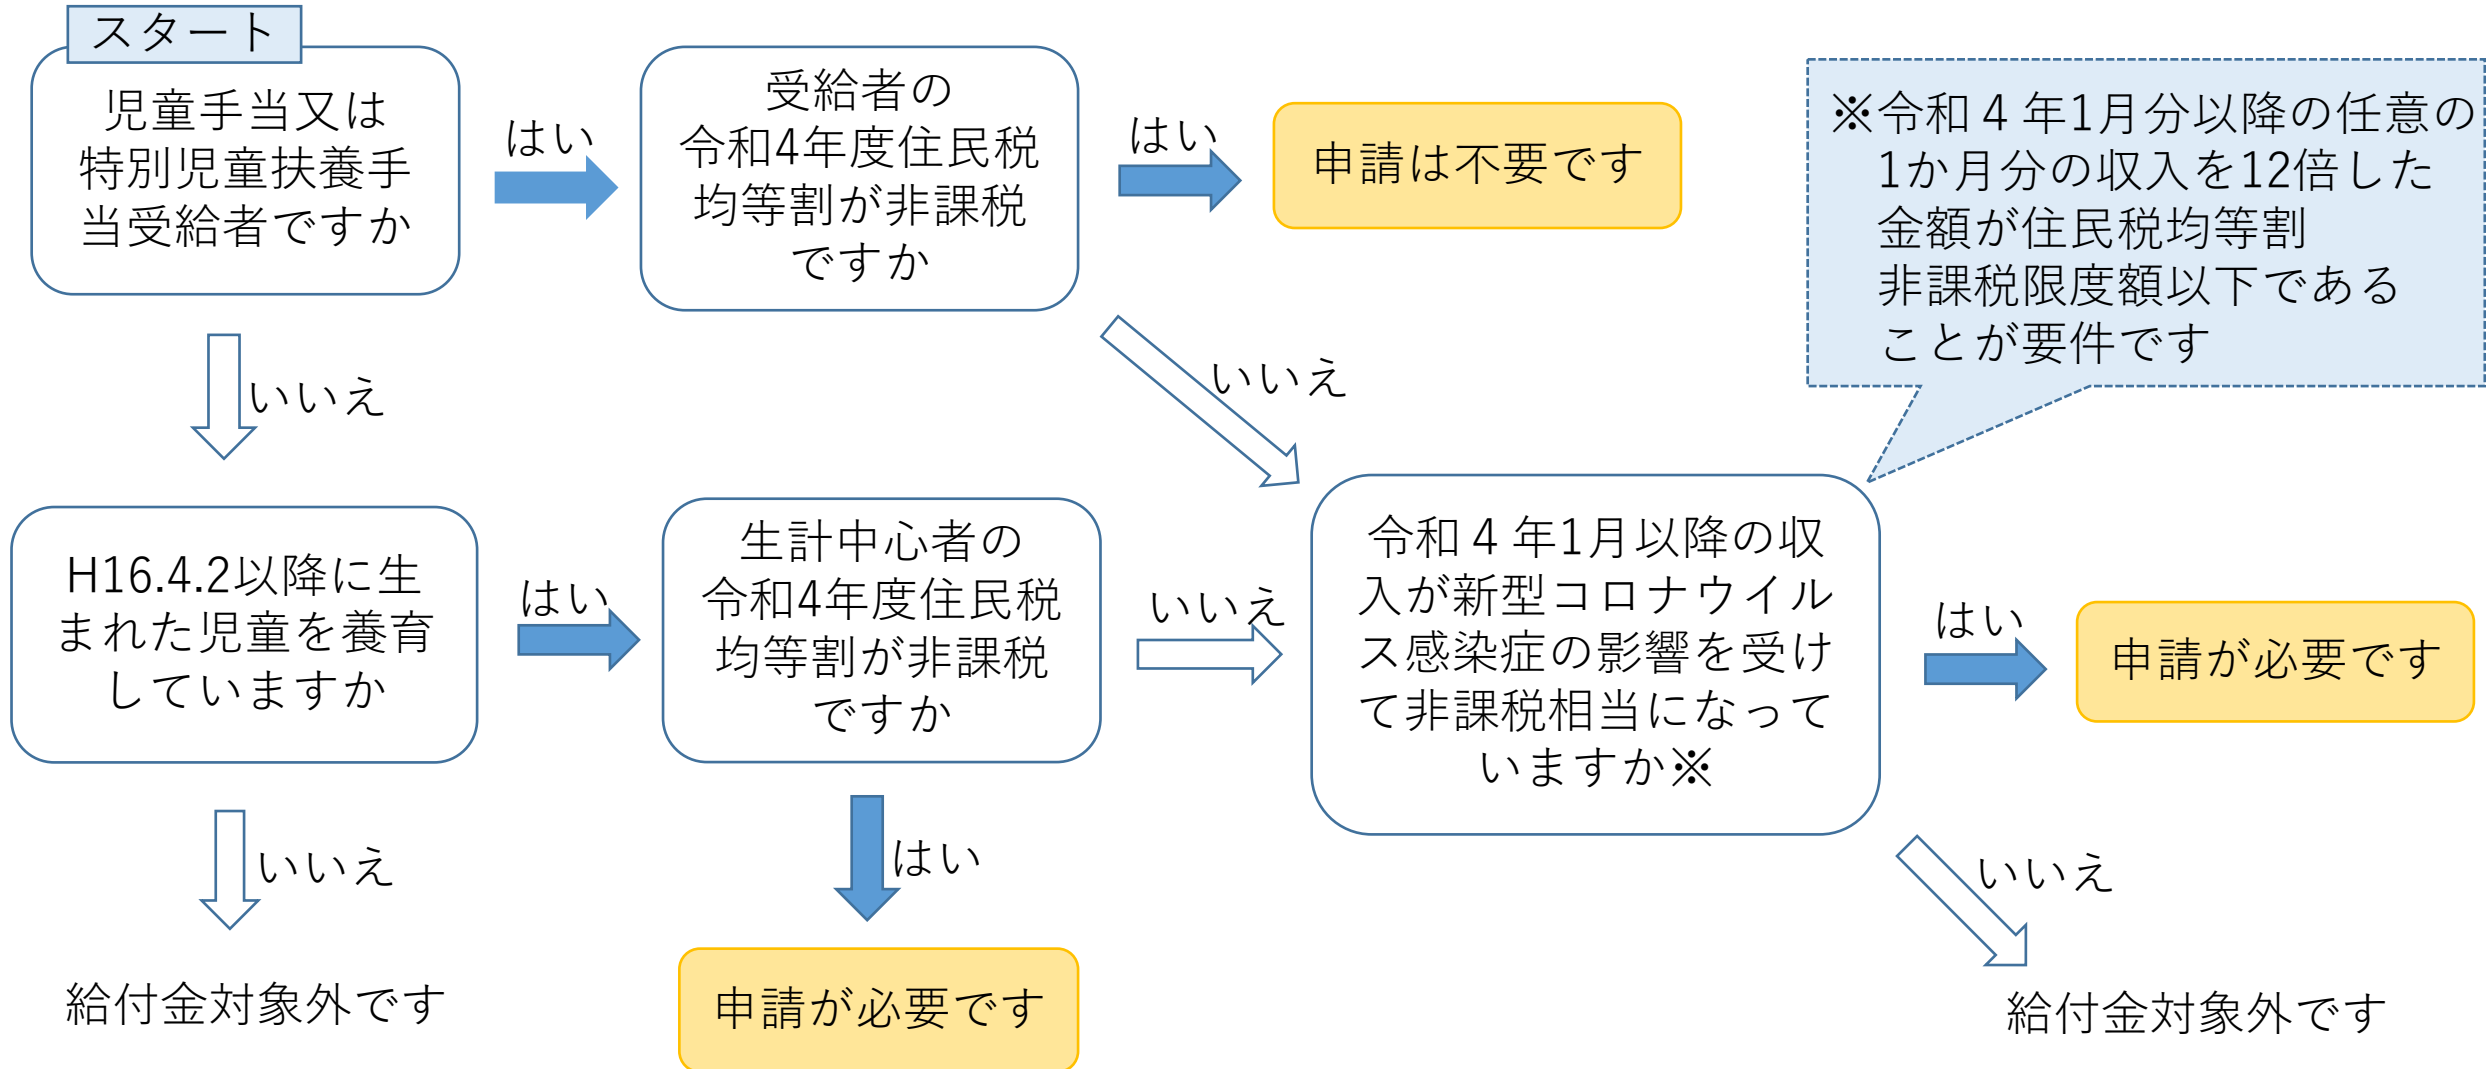 スタート
児童手当又は
特別児童扶養手
当受給者ですか
はい
受給者の
令和4年度住民税
均等割が非課税
ですか
はい
申請は不要です
※令和４年1月分以降の任意の
1か月分の収入を12倍した
金額が住民税均等割
非課税限度額以下である
ことが要件です
いいえ
いいえ
H16.4.2以降に生
まれた児童を養育
していますか
はい
生計中心者の
令和4年度住民税
均等割が非課税
ですか
いいえ
令和４年1月以降の収
入が新型コロナウイル
ス感染症の影響を受け
て非課税相当になって
いますか※
はい
申請が必要です
いいえ
はい
いいえ
給付金対象外です
申請が必要です
給付金対象外です